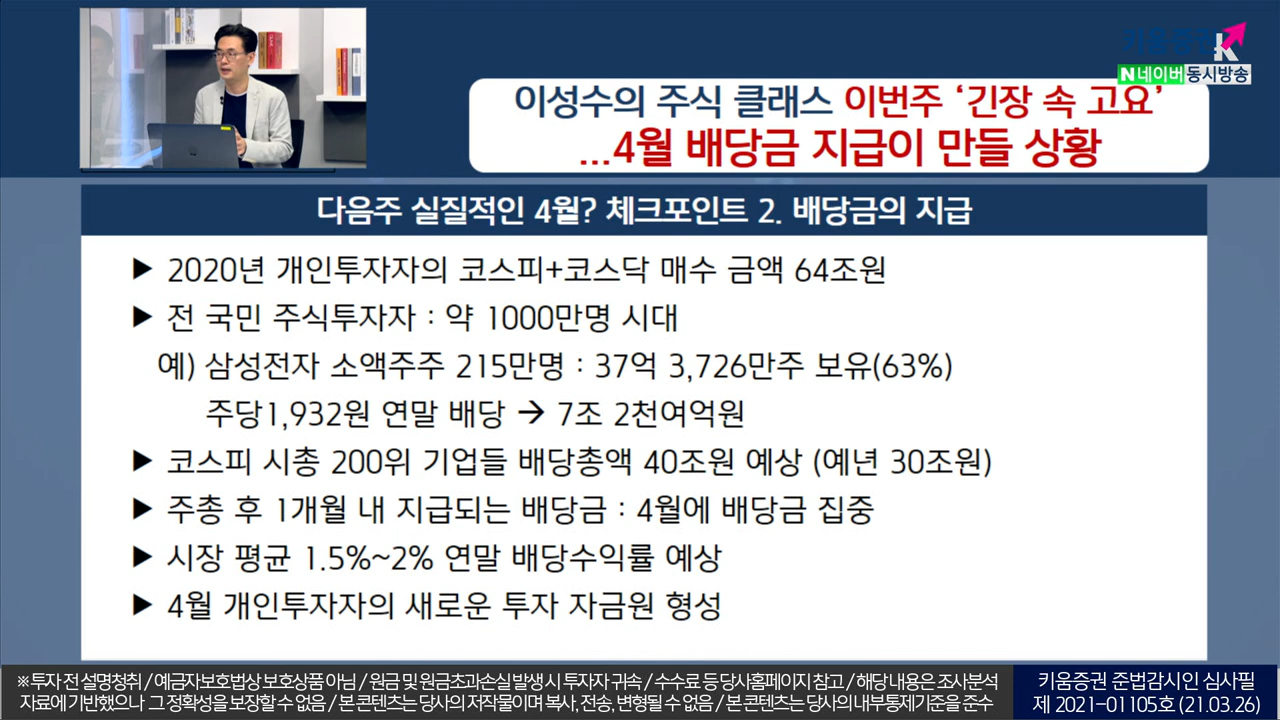 키움증권
N네이버동시방송
이성수의 주식 클래스 이번주 ‘긴장 속 고요’
...4월 배당금 지급이 만들 상황
다음주 실질적인 4월? 체크포인트 2. 배당금의 지급
▶ 2020년 개인투자자의 코스피+코스닥 매수 금액 64조원
▶ 전 국민 주식투자자 : 약 1000만명 시대
예) 삼성전자 소액주주 215만명 : 37억 3,726만주 보유(63%)
주당1,932원 연말 배당 → 7조 2천여억원
▶ 코스피 시총 200위 기업들 배당총액 40조원 예상 (예년 30조원)
▶ 주총 후 1개월 내 지급되는 배당금 : 4월에 배당금 집중
▶ 시장 평균 1.5%~2% 연말 배당수익률 예상
▶ 4월 개인투자자의 새로운 투자 자금원 형성
※투자 전 설명청취 / 예금자보호법상 보호상품 아님 / 원금 및 원금초과손실 발생 시 투자자 귀속 / 수수료 등 당사홈페이지 참고 / 해당 내용은 조사분석
자료에 기반했으나 그 정확성을 보장할 수 없음 / 본 콘텐츠는 당사의 저작물이며 복사, 전송, 변형될 수 없음 / 본 콘텐츠는 당사의 내부통제기준을 준수
키움증권 준법감시인 심사필
제 2021-01105호 (21.03.26)